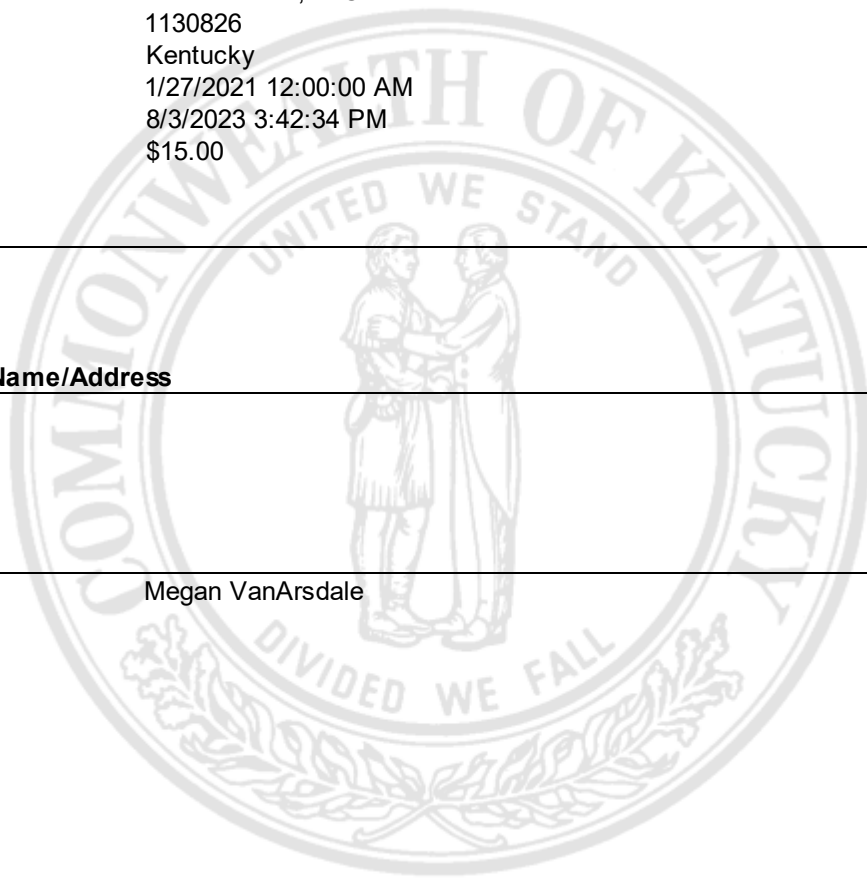 1130826
Kentucky
1/27/2021 12:00:00 AM
8/3/2023 3:42:34 PM
$15.00
COMMONWEALTH OF KENTUCKY
UNITED WE STAND
Name/Address
Megan VanArsdale
DIVIDED WE FALL